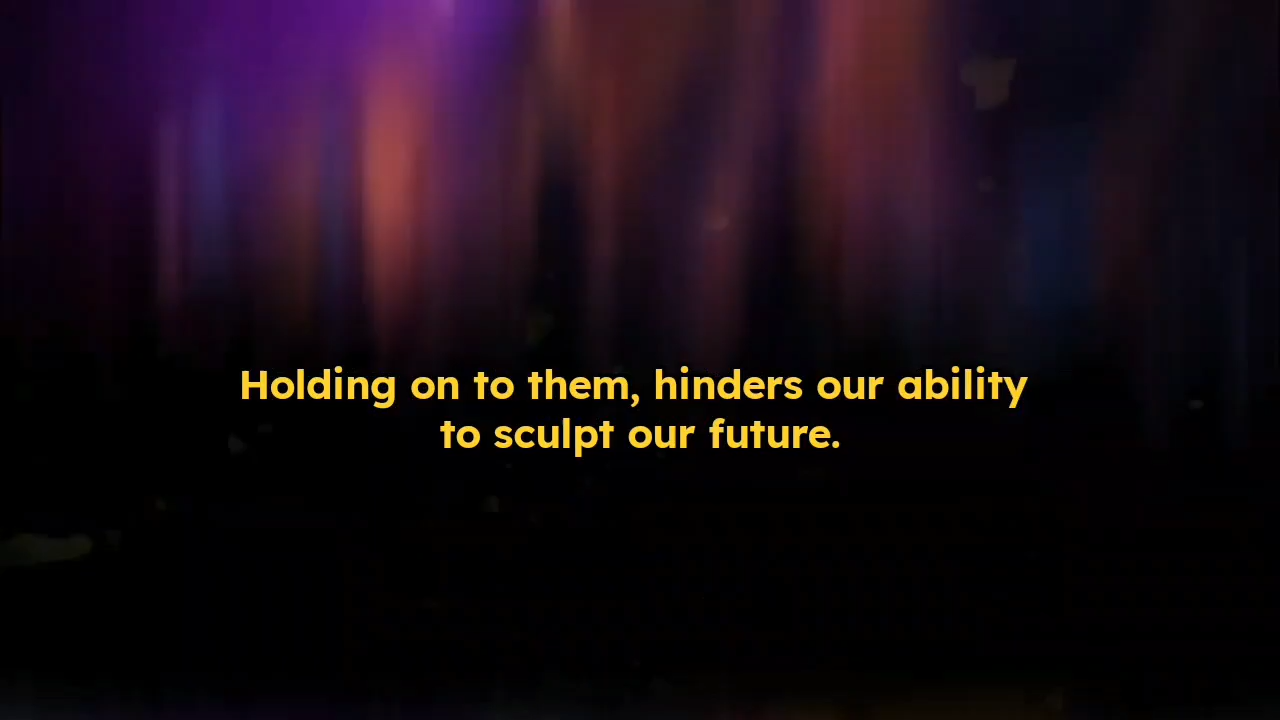 Holding on to them, hinders our ability
to sculpt our future.